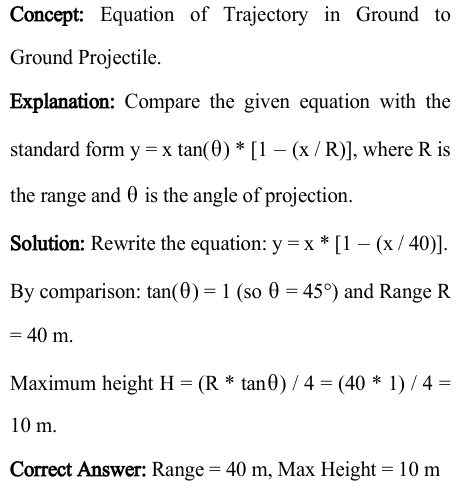 Concept: Equation of Trajectory in Ground to
Ground Projectile.
Explanation: Compare the given equation with the
standard form y = x tan(θ) * [1 – (x / R)], where R is
the range and θ is the angle of projection.
Solution: Rewrite the equation: y = x * [1 – (x / 40)].
By comparison: tan(θ) = 1 (so θ = 45°) and Range R
= 40 m.
Maximum height H = (R * tanθ) / 4 = (40 * 1) / 4 =
10 m.
Correct Answer: Range = 40 m, Max Height = 10 m